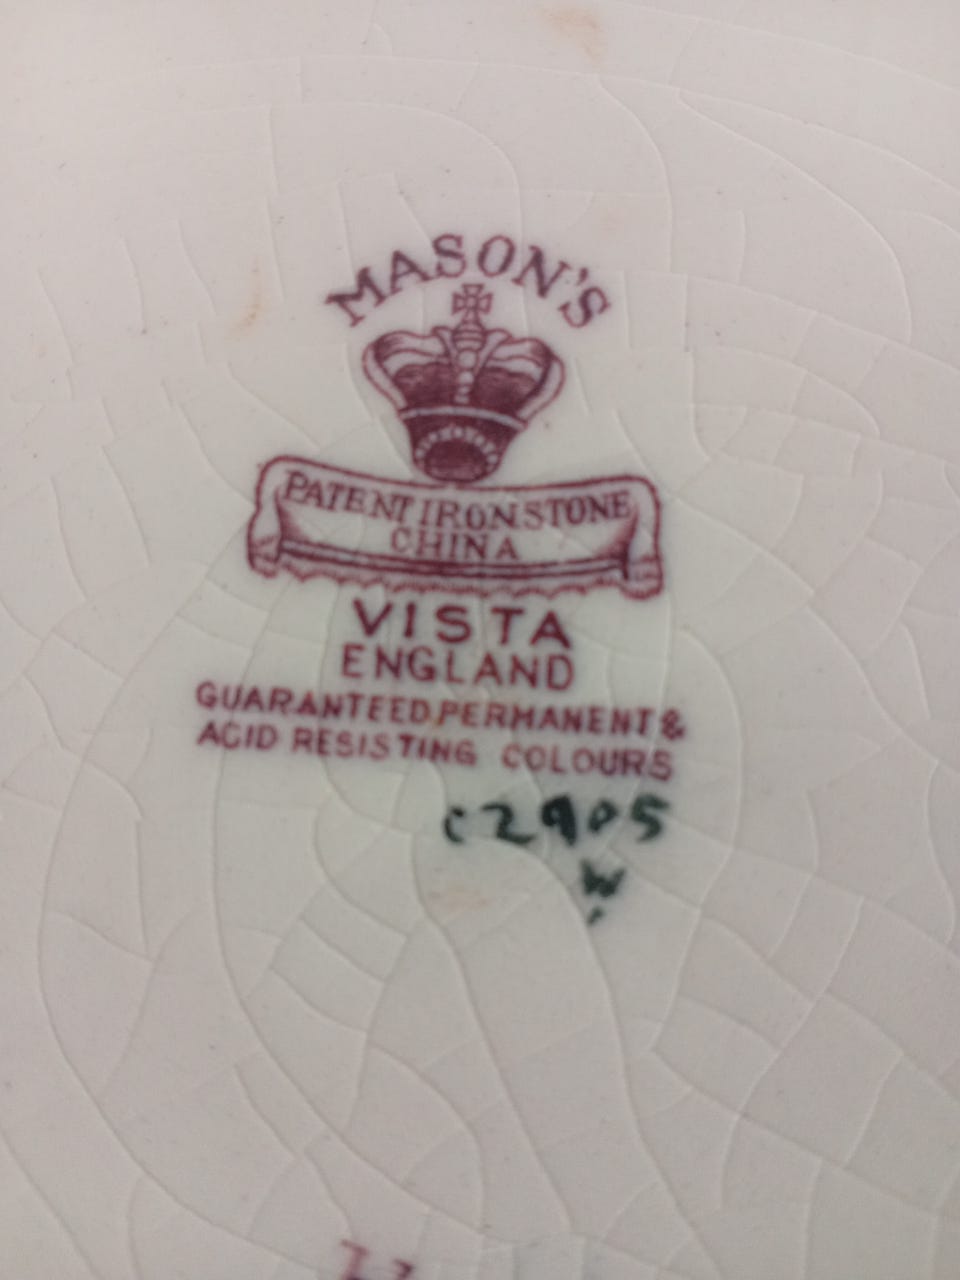 MASON'S
PATENT IRONSTONE
CHINA
VISTA
ENGLAND
GUARANTEED PERMANENT &
ACID RESISTING COLOURS
C2905
W